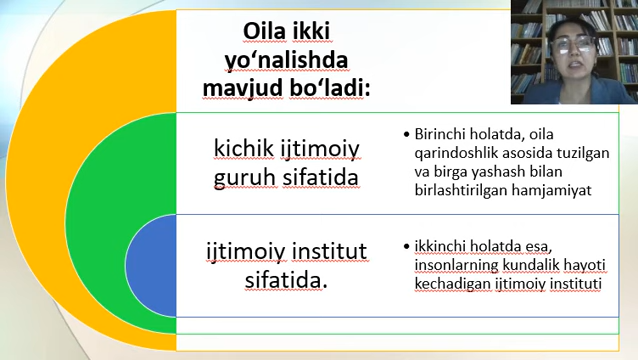 Oila ikki
yo‘nalishda
mavjud bo‘ladi:
kichik ijtimoiy
guruh sifatida
• Birinchi holatda, oila
qarindoshlik asosida tuzilgan
va birga yashash bilan
birlashtirilgan hamjamiyat
ijtimoiy institut
sifatida.
• ikkinchi holatda esa,
insonlarning kundalik hayoti
kechadigan ijtimoiy instituti